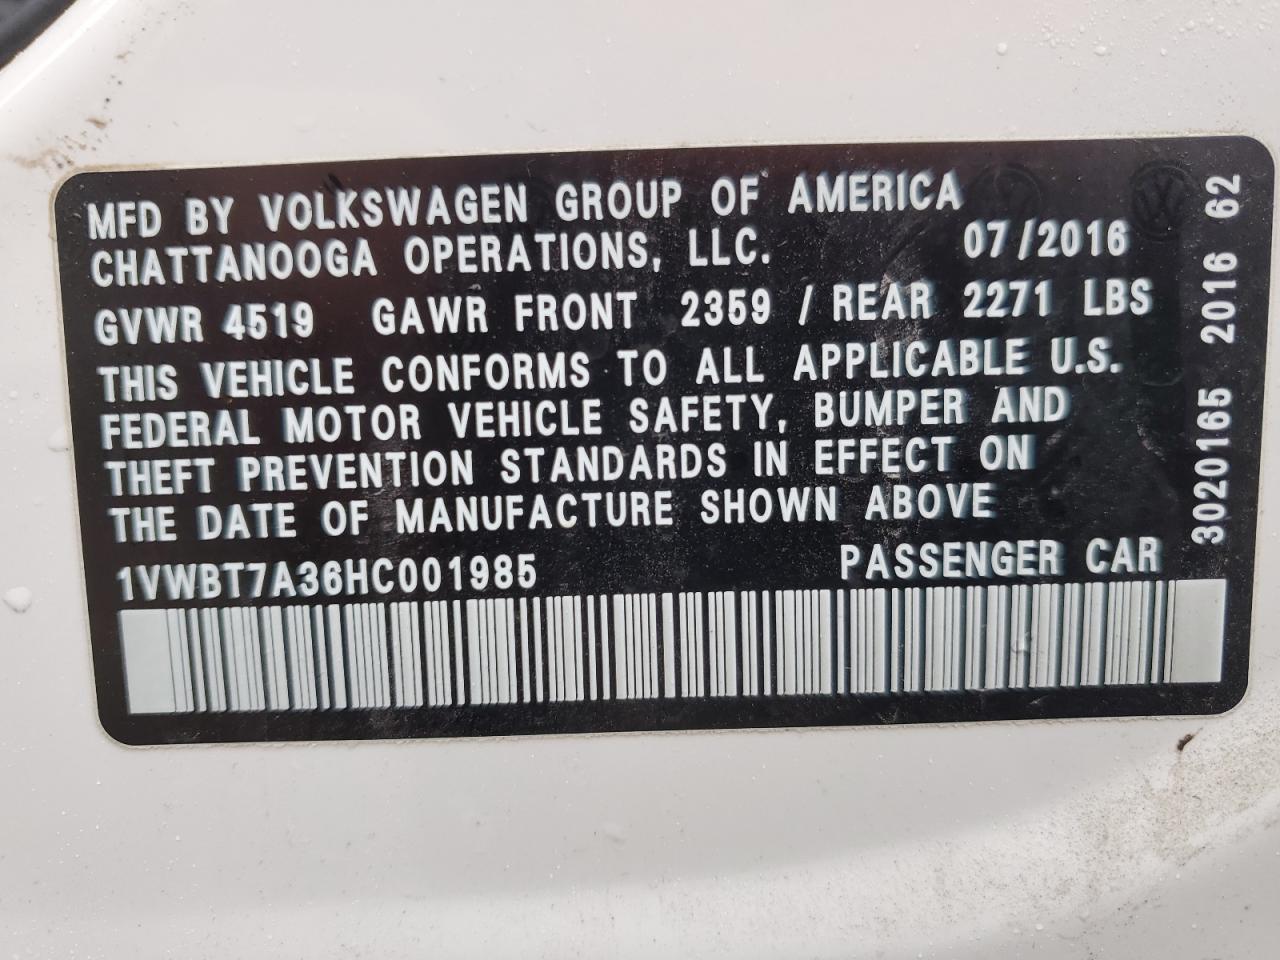 MFD BY VOLKSWAGEN GROUP OF AMERICA
CHATTANOOGA OPERATIONS, LLC. 07/2016
GVWR 4519 GAWR FRONT 2359 / REAR 2271 LBS
THIS VEHICLE CONFORMS TO ALL APPLICABLE U.S.
FEDERAL MOTOR VEHICLE SAFETY, BUMPER AND
THEFT PREVENTION STANDARDS IN EFFECT ON
THE DATE OF MANUFACTURE SHOWN ABOVE
1VWBT7A36HC001985 PASSENGER CAR
3020165 2016 62